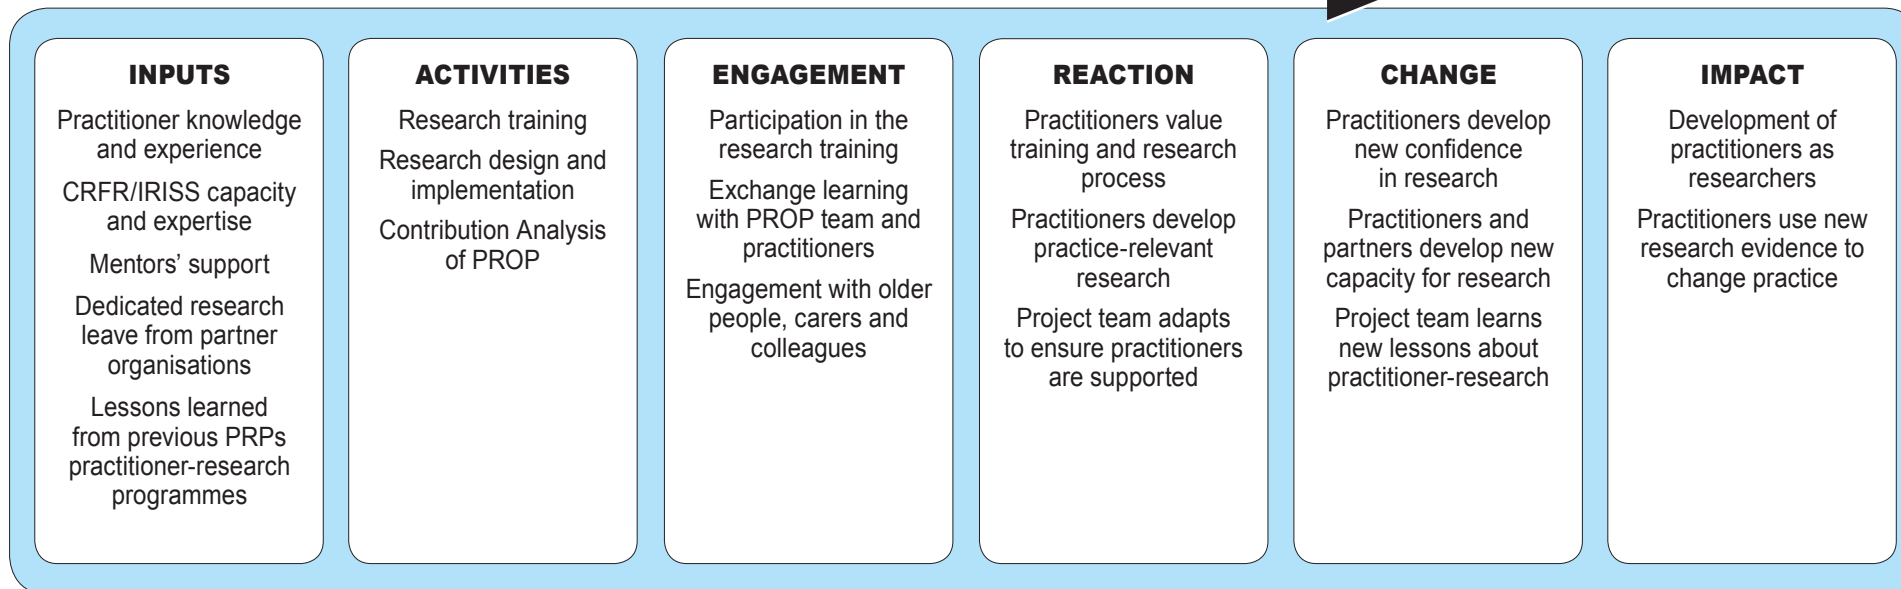 INPUTS
Practitioner knowledge
and experience
CRFR/IRISS capacity
and expertise
Mentors’ support
Dedicated research
leave from partner
organisations
Lessons learned
from previous PRPs
practitioner-research
programmes
ACTIVITIES
Research training
Research design and
implementation
Contribution Analysis
of PROP
ENGAGEMENT
Participation in the
research training
Exchange learning
with PROP team and
practitioners
Engagement with older
people, carers and
colleagues
REACTION
Practitioners value
training and research
process
Practitioners develop
practice-relevant
research
Project team adapts
to ensure practitioners
are supported
CHANGE
Practitioners develop
new confidence
in research
Practitioners and
partners develop new
capacity for research
Project team learns
new lessons about
practitioner-research
IMPACT
Development of
practitioners as
researchers
Practitioners use new
research evidence to
change practice